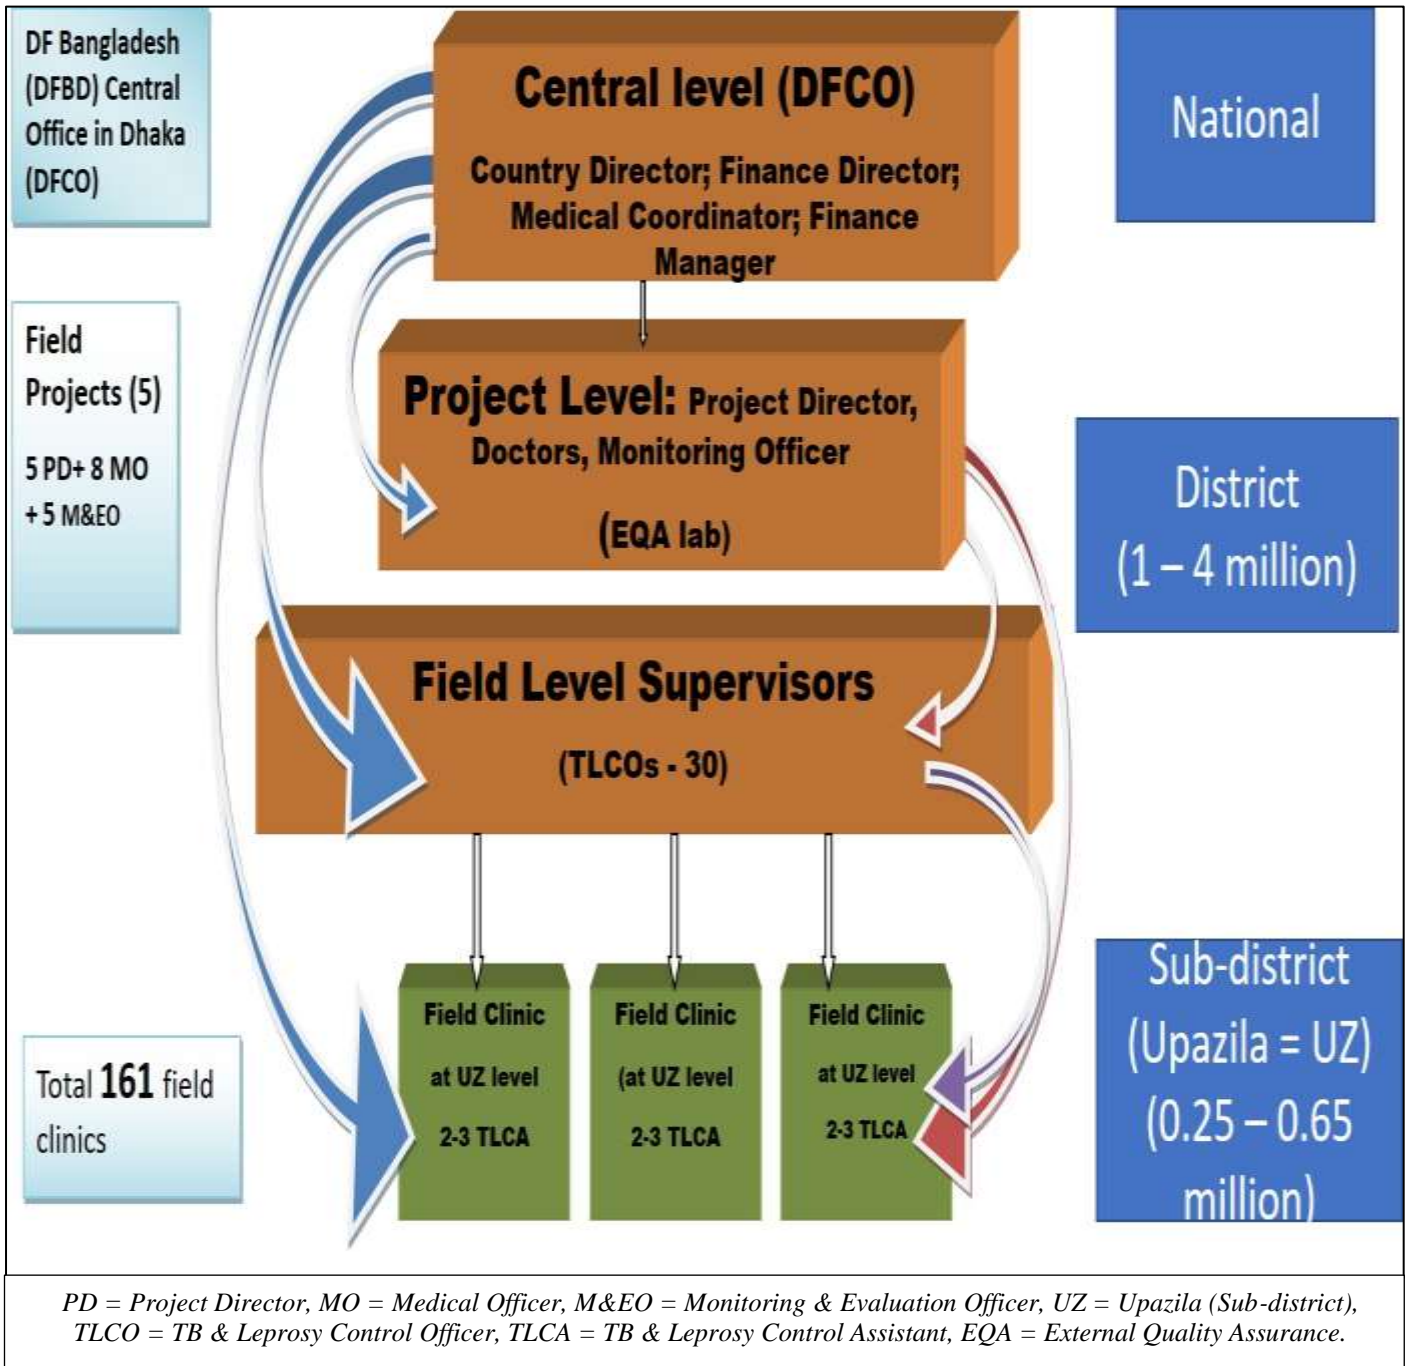 DF Bangladesh
(DFBD) Central
Office in Dhaka
(DFCO)
Central level (DFCO)
Country Director; Finance Director;
Medical Coordinator; Finance
Manager
National
Field
Projects (5)
5 PD+ 8 MO
+ 5 M&EO
Project Level: Project Director,
Doctors, Monitoring Officer
(EQA lab)
District
(1 – 4 million)
Field Level Supervisors
(TLCOs - 30)
Total 161 field
clinics
Field Clinic
at UZ level
2-3 TLCA
Field Clinic
(at UZ level
2-3 TLCA
Field Clinic
at UZ level
2-3 TLCA
Sub-district
(Upazila = UZ)
(0.25 – 0.65
million)
PD = Project Director, MO = Medical Officer, M&EO = Monitoring & Evaluation Officer, UZ = Upazila (Sub-district),
TLCO = TB & Leprosy Control Officer, TLCA = TB & Leprosy Control Assistant, EQA = External Quality Assurance.